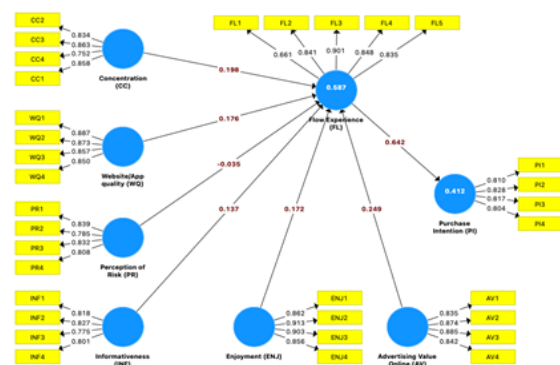 CC2
CC3
CC4
CC1
0.834
0.863
0.752
0.858
Concentration
(CC)
FL1
FL2
FL3
FL4
FL5
0.661
0.841
0.901
0.848
0.835
0.587
Flow Experience
(FL)
0.198
WQ1
WQ2
WQ3
WQ4
0.887
0.873
0.857
0.850
Website/App
quality (WQ)
0.176
-0.035
0.642
PI1
PI2
PI3
PI4
0.810
0.828
0.817
0.804
0.412
Purchase
Intention (PI)
PR1
PR2
PR3
PR4
0.839
0.785
0.832
0.808
Perception of
Risk (PR)
0.137
0.172
0.249
INF1
INF2
INF3
INF4
0.818
0.827
0.775
0.801
Informativeness
(INF)
ENJ1
ENJ2
ENJ3
ENJ4
0.862
0.913
0.903
0.856
Enjoyment (ENJ)
AV1
AV2
AV3
AV4
0.835
0.874
0.885
0.842
Advertising Value
Online (AV)